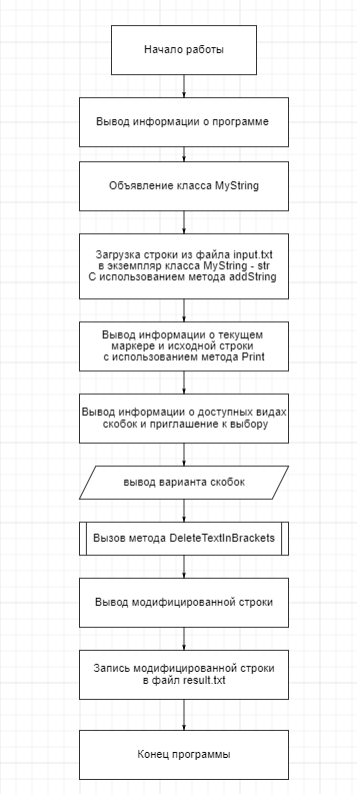 Начало работы
Вывод информации о программе
Объявление класса MyString
Загрузка строки из файла input.txt
в экземпляр класса MyString - str
С использованием метода addString
Вывод информации о текущем
маркере и исходной строки
с использованием метода Print
Вывод информации о доступных видах
скобок и приглашение к выбору
вывод варианта скобок
Вызов метода DeleteTextInBrackets
Вывод модифицированной строки
Запись модифицированной строки
в файл result.txt
Конец программы